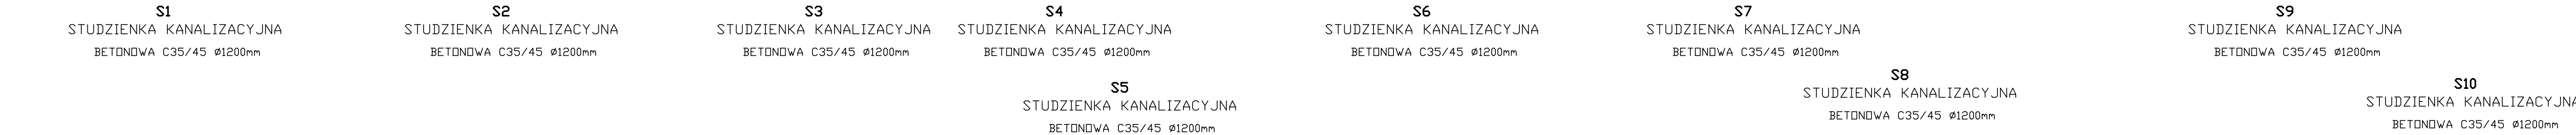 S1
STUDZIENKA KANALIZACYJNA
BETONOWA C35/45 Ø1200mm
S2
STUDZIENKA KANALIZACYJNA
BETONOWA C35/45 Ø1200mm
S3
STUDZIENKA KANALIZACYJNA
BETONOWA C35/45 Ø1200mm
S4
STUDZIENKA KANALIZACYJNA
BETONOWA C35/45 Ø1200mm
S5
STUDZIENKA KANALIZACYJNA
BETONOWA C35/45 Ø1200mm
S6
STUDZIENKA KANALIZACYJNA
BETONOWA C35/45 Ø1200mm
S7
STUDZIENKA KANALIZACYJNA
BETONOWA C35/45 Ø1200mm
S8
STUDZIENKA KANALIZACYJNA
BETONOWA C35/45 Ø1200mm
S9
STUDZIENKA KANALIZACYJNA
BETONOWA C35/45 Ø1200mm
S10
STUDZIENKA KANALIZACYJNA
BETONOWA C35/45 Ø1200mm